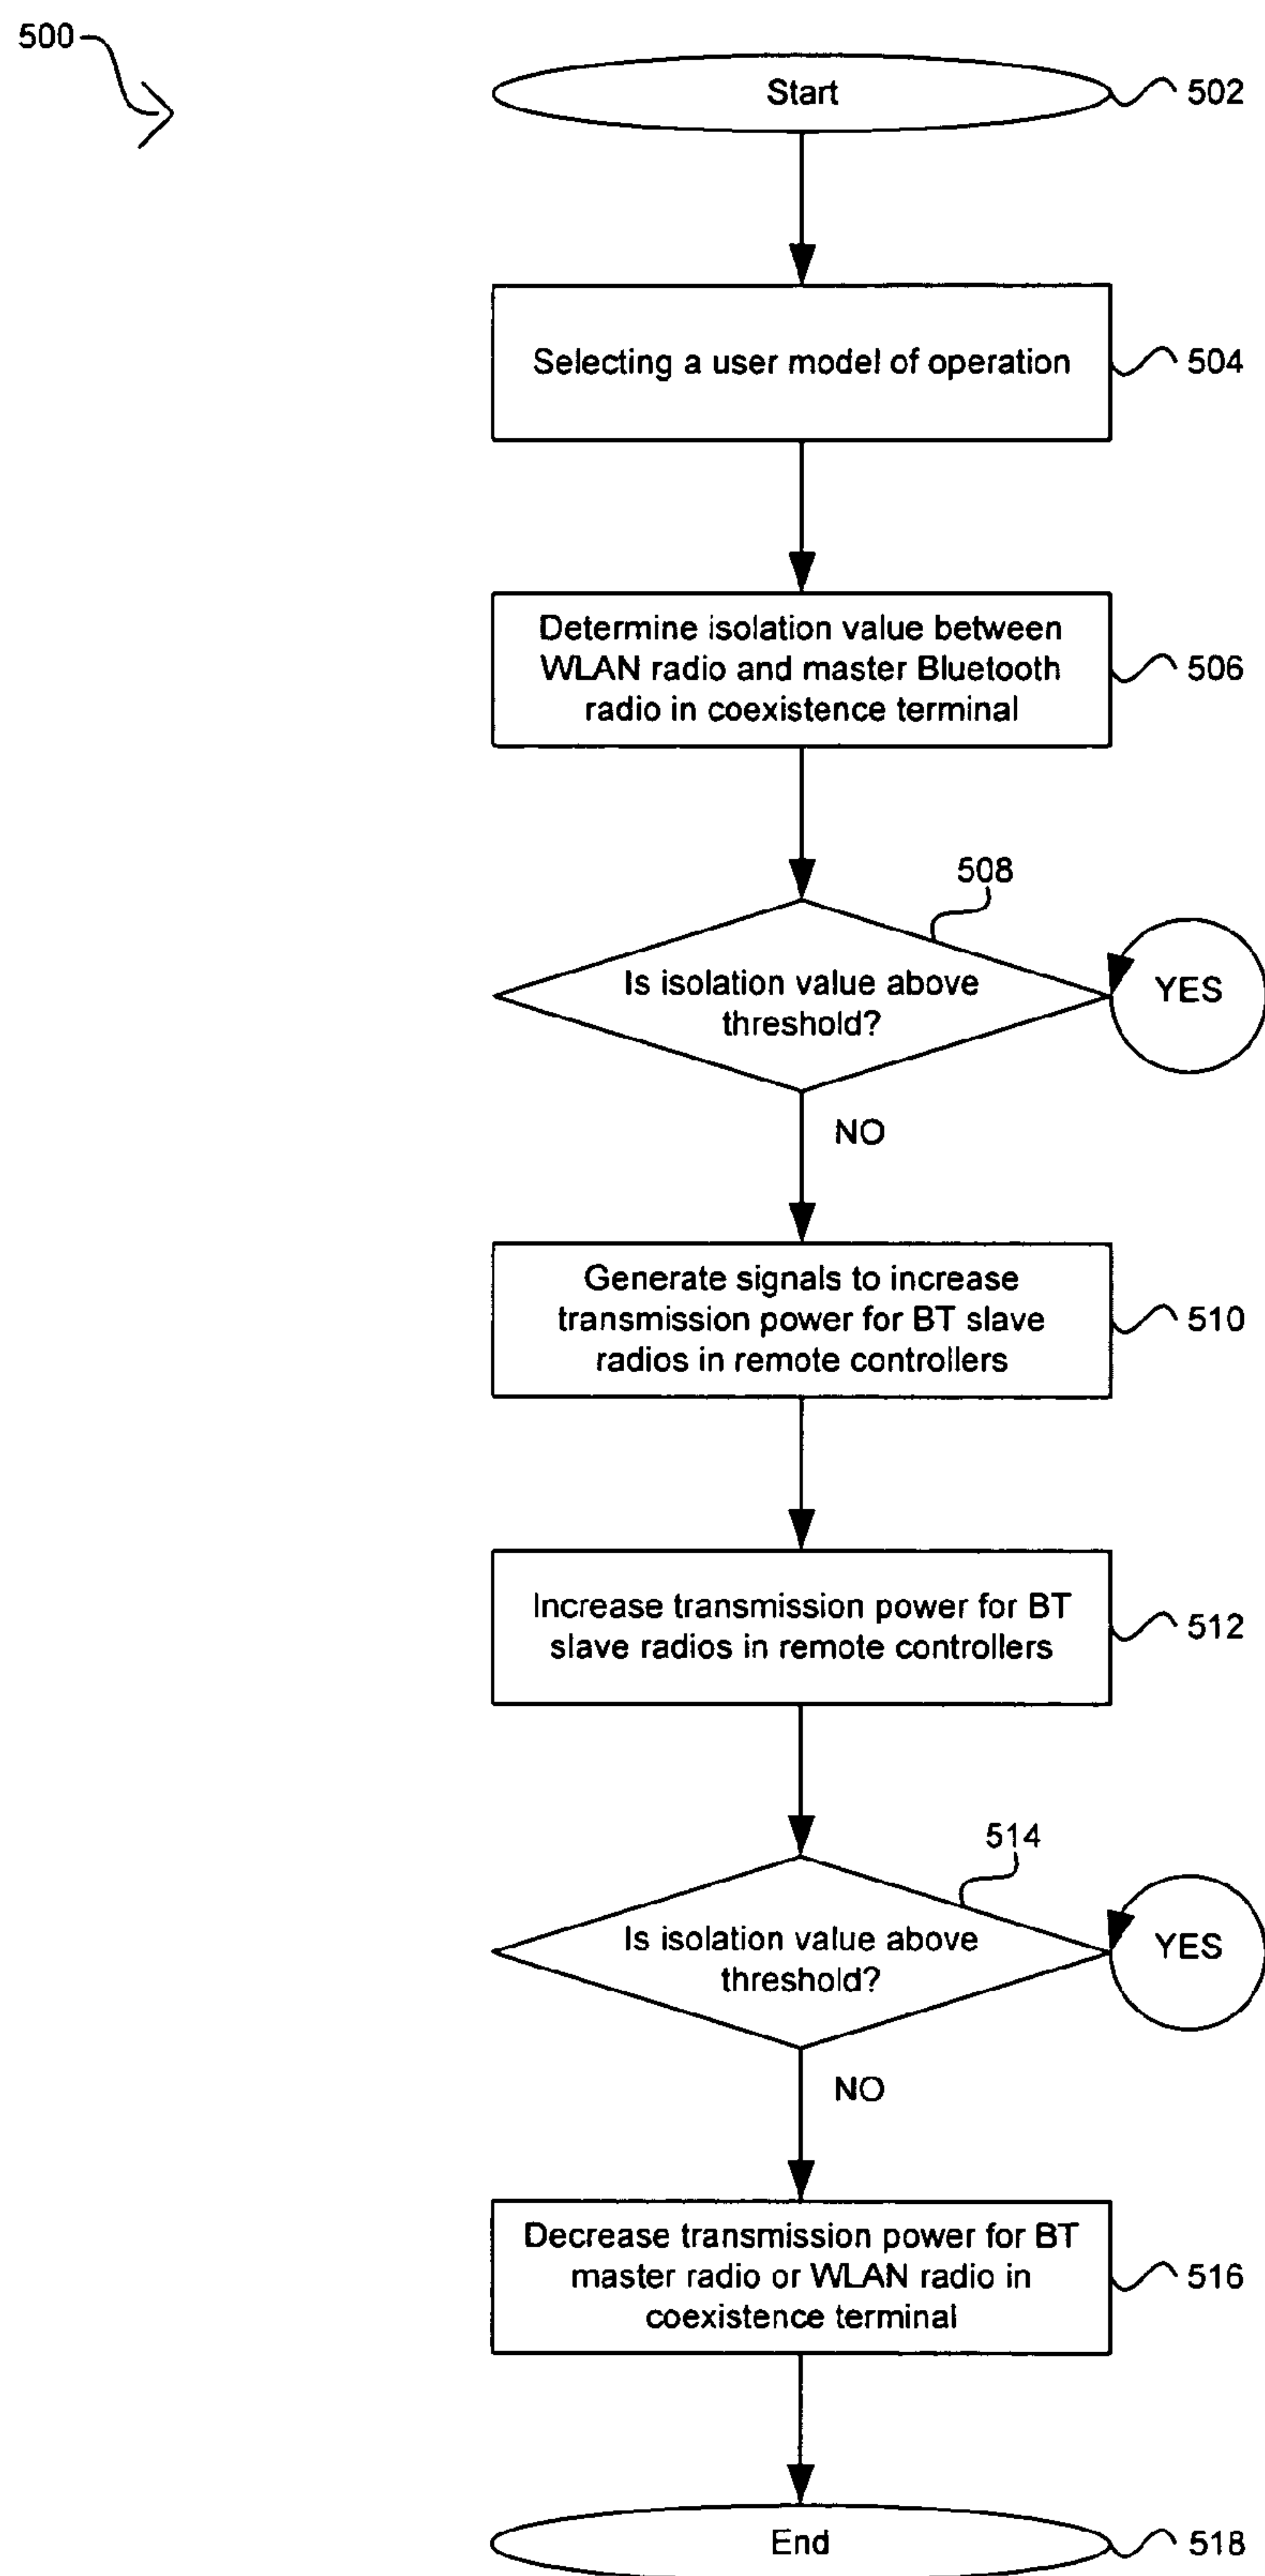 500
Start
502
Selecting a user model of operation
504
Determine isolation value between
WLAN radio and master Bluetooth
radio in coexistence terminal
506
508
Is isolation value above
threshold?
YES
NO
Generate signals to increase
transmission power for BT slave
radios in remote controllers
510
Increase transmission power for BT
slave radios in remote controllers
512
514
Is isolation value above
threshold?
YES
NO
Decrease transmission power for BT
master radio or WLAN radio in
coexistence terminal
516
End
518